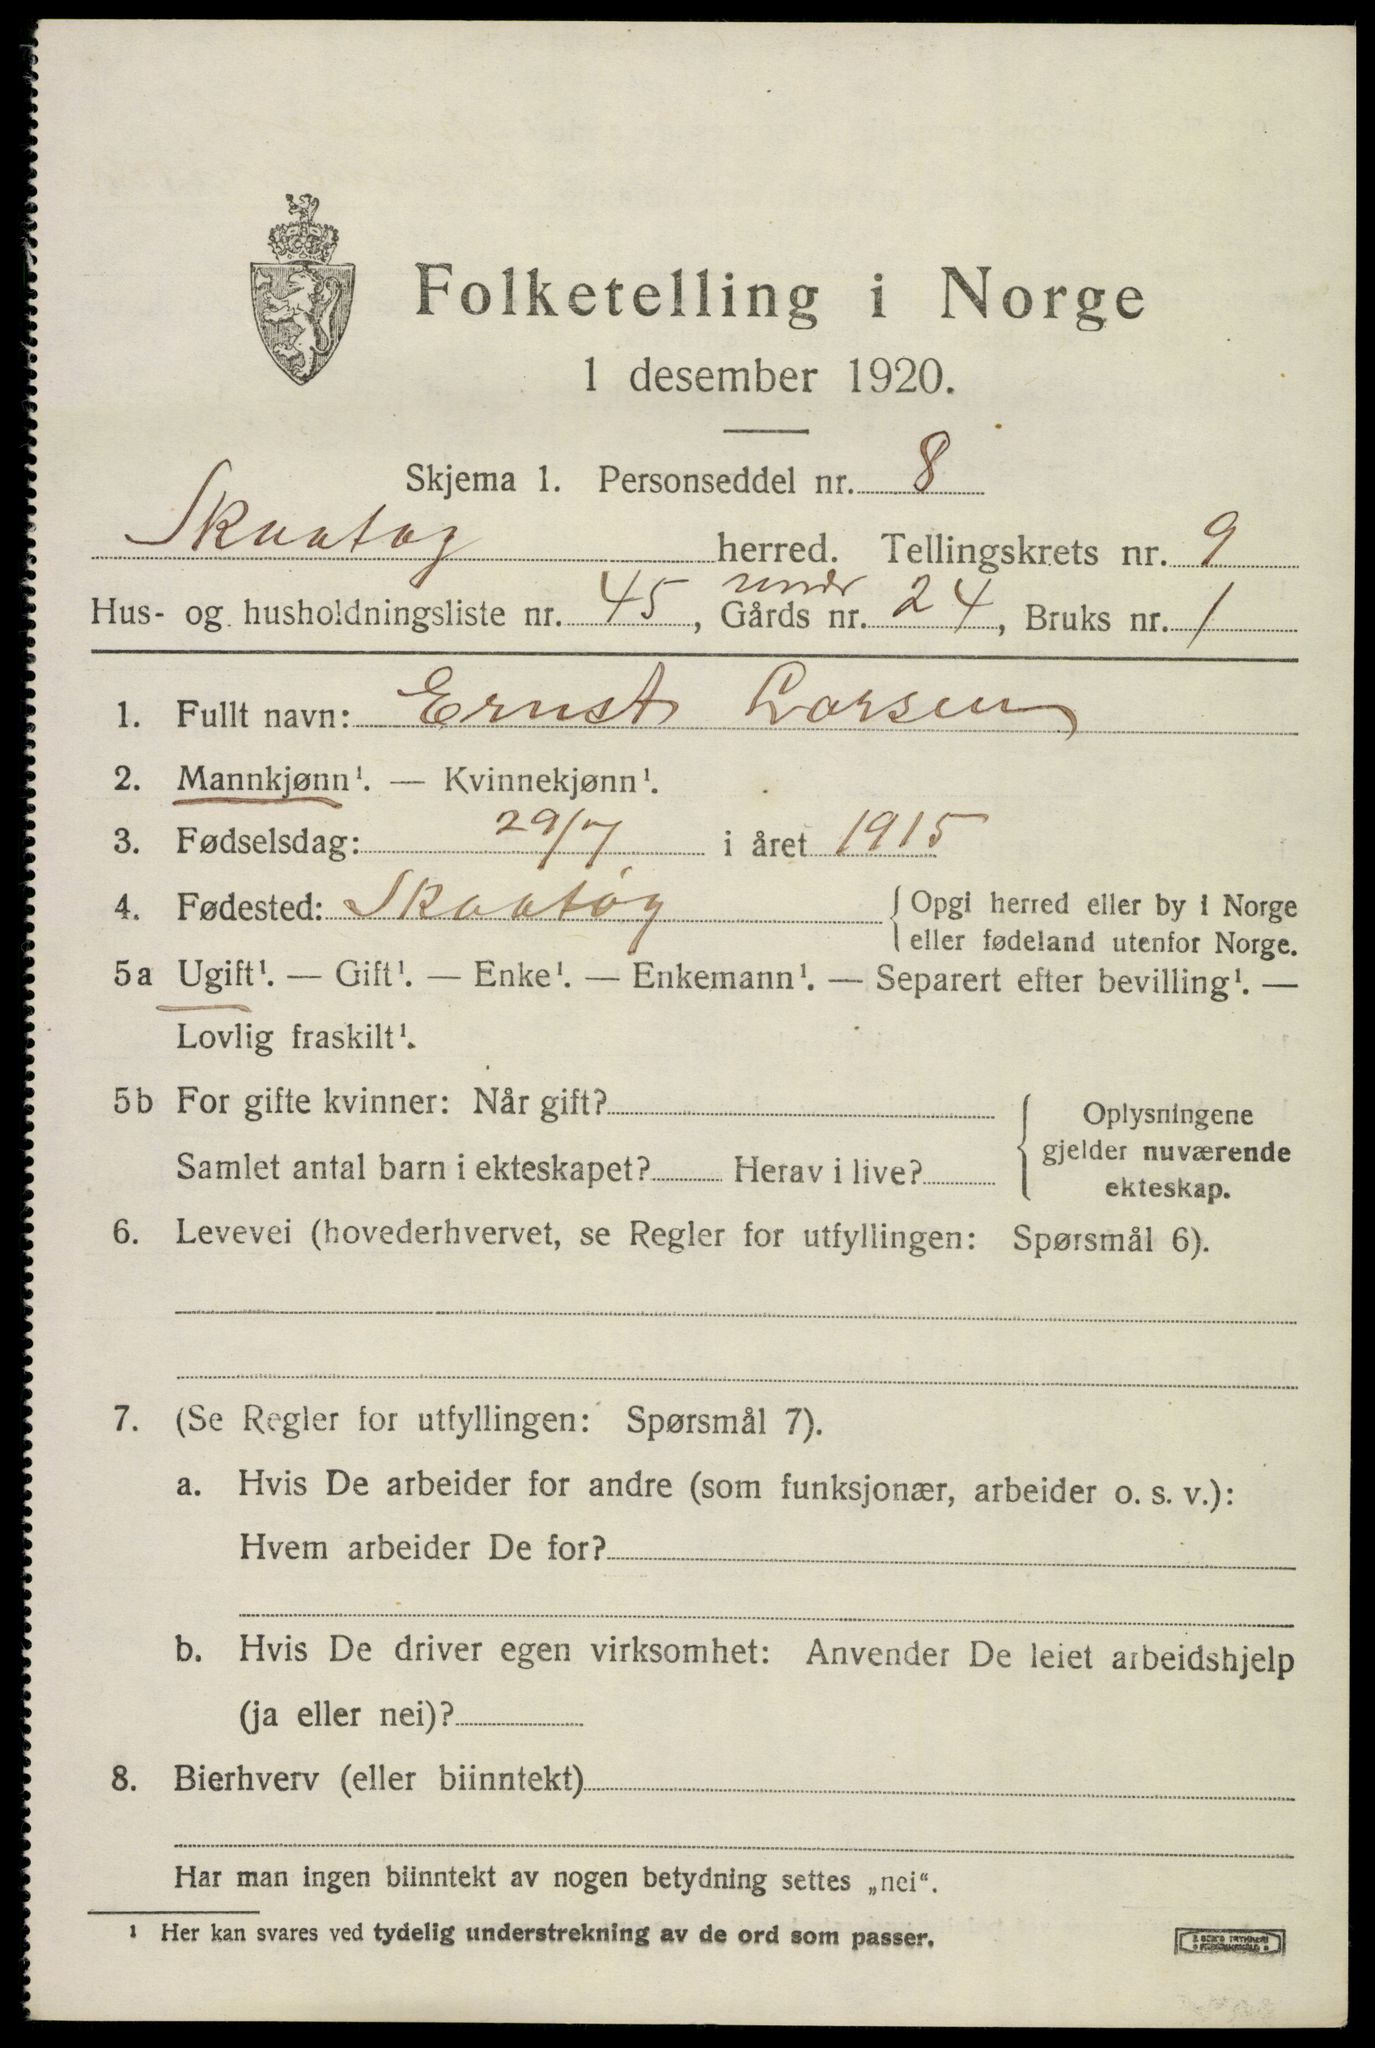 Folketelling i Norge
1 desember 1920.
Skjema 1. Personseddel nr. 8
Skaatøy herred. Tellingskrets nr. 9
under
Hus- og husholdningsliste nr. 45, Gårds nr. 24, Bruks nr. 1
1. Fullt navn: Ernst Larsen
2. Mannkjønn¹. — Kvinnekjønn¹.
3. Fødselsdag: 29/7 i året 1915
4. Fødested: Skaatøy { Opgi herred eller by i Norge
eller fødeland utenfor Norge.
5a Ugift¹. — Gift¹. — Enke¹. — Enkemann¹. — Separert efter bevilling¹. —
Lovlig fraskilt¹.
5b For gifte kvinner: Når gift?
Samlet antal barn i ekteskapet? Herav i live?
Oplysningene
gjelder nuværende
ekteskap.
6. Levevei (hovederhvervet, se Regler for utfyllingen: Spørsmål 6).
7. (Se Regler for utfyllingen: Spørsmål 7).
a. Hvis De arbeider for andre (som funksjonær, arbeider o. s. v.):
Hvem arbeider De for?
b. Hvis De driver egen virksomhet: Anvender De leiet arbeidshjelp
(ja eller nei)?
8. Bierhverv (eller biinntekt)
Har man ingen biinntekt av nogen betydning settes „nei“.
¹ Her kan svares ved tydelig understrekning av de ord som passer.